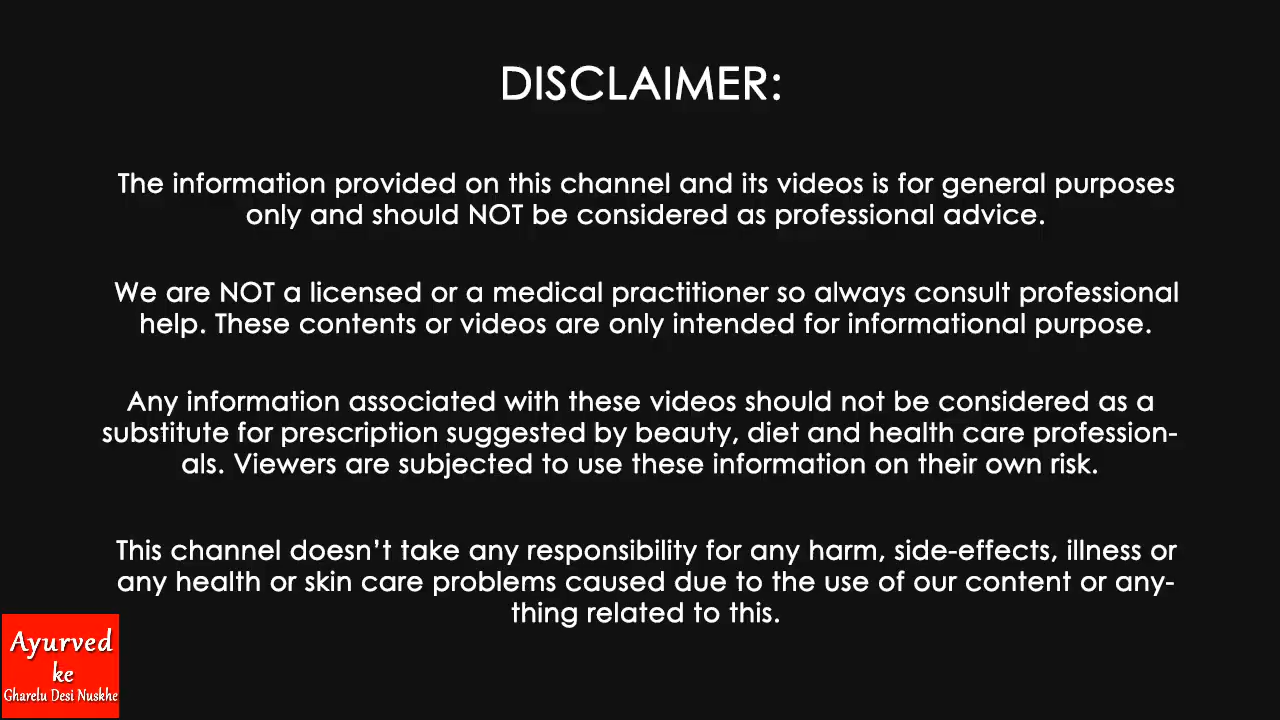 DISCLAIMER:
The information provided on this channel and its videos is for general purposes
only and should NOT be considered as professional advice.
We are NOT a licensed or a medical practitioner so always consult professional
help. These contents or videos are only intended for informational purpose.
Any information associated with these videos should not be considered as a
substitute for prescription suggested by beauty, diet and health care profession-
als. Viewers are subjected to use these information on their own risk.
This channel doesn't take any responsibility for any harm, side-effects, illness or
any health or skin care problems caused due to the use of our content or any-
thing related to this.
Ayurved
ke
Gharelu Desi Nuskhe